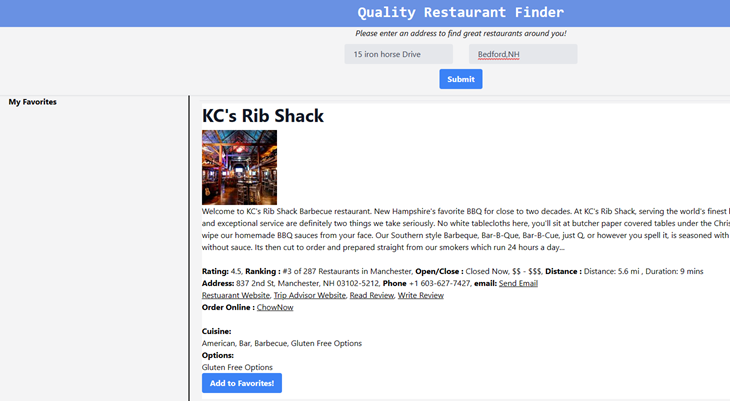 Quality Restaurant Finder
Please enter an address to find great restaurants around you!
15 iron horse Drive
Bedford,NH
Submit
My Favorites
KC's Rib Shack
Welcome to KC's Rib Shack Barbecue restaurant. New Hampshire's favorite BBQ for close to two decades. At KC's Rib Shack, serving the world's finest
and exceptional service are definitely two things we take seriously. No white tablecloths here, you'll sit at butcher paper covered tables under the Chris
wipe our homemade BBQ sauces from your face. Our Southern style Barbeque, Bar-B-Que, Bar-B-Cue, just Q, or however you spell it, is seasoned with
without sauce. Its then cut to order and prepared straight from our smokers which run 24 hours a day...
Rating: 4.5, Ranking : #3 of 287 Restaurants in Manchester, Open/Close : Closed Now, $$ - $$$, Distance : Distance: 5.6 mi , Duration: 9 mins
Address: 837 2nd St, Manchester, NH 03102-5212, Phone +1 603-627-7427, email: Send Email
Restuarant Website, Trip Advisor Website, Read Review, Write Review
Order Online : ChowNow
Cuisine:
American, Bar, Barbecue, Gluten Free Options
Options:
Gluten Free Options
Add to Favorites!